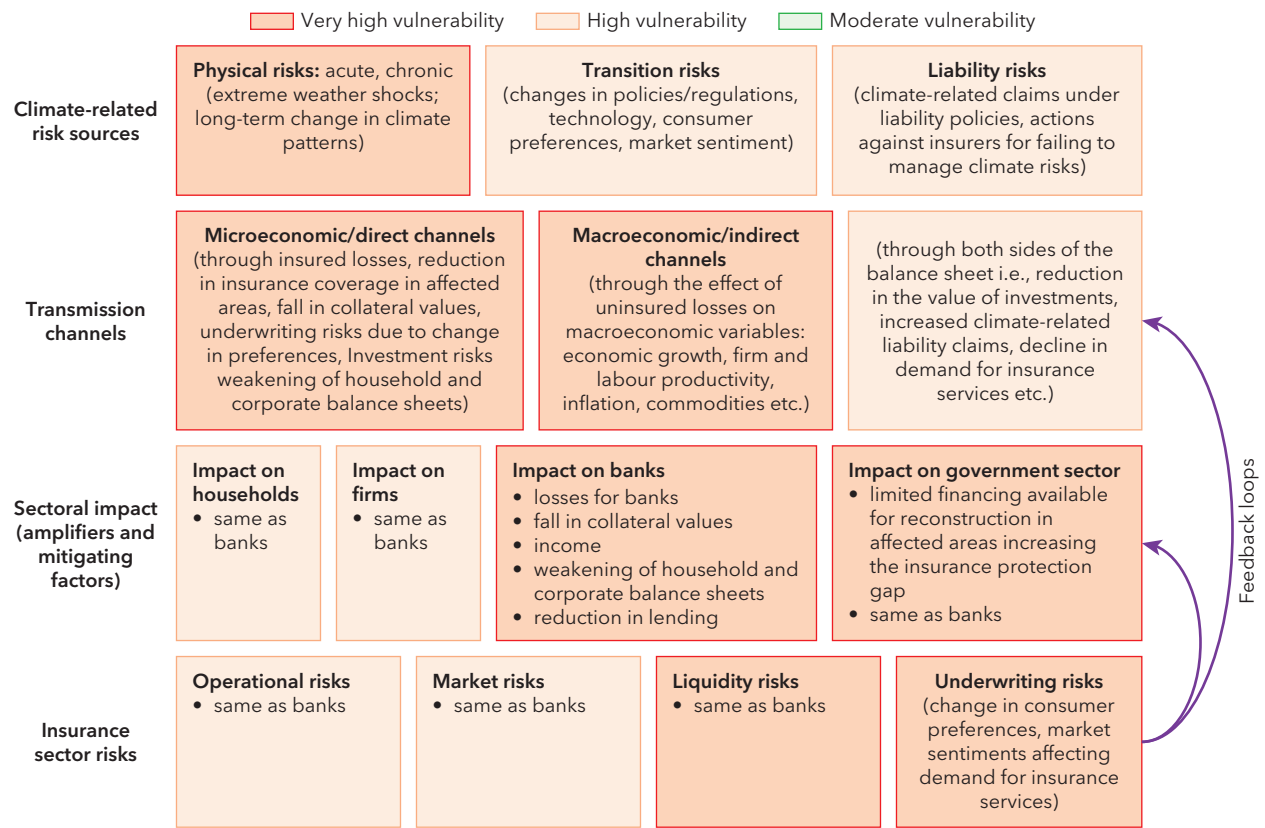 Very high vulnerability
High vulnerability
Moderate vulnerability
Climate-related
risk sources
Physical risks: acute, chronic
(extreme weather shocks;
long-term change in climate
patterns)
Transition risks
(changes in policies/regulations,
technology, consumer
preferences, market sentiment)
Liability risks
(climate-related claims under
liability policies, actions
against insurers for failing to
manage climate risks)
Transmission
channels
Microeconomic/direct channels
(through insured losses, reduction
in insurance coverage in affected
areas, fall in collateral values,
underwriting risks due to change
in preferences, Investment risks
weakening of household and
corporate balance sheets)
Macroeconomic/indirect
channels
(through the effect of
uninsured losses on
macroeconomic variables:
economic growth, firm and
labour productivity,
inflation, commodities etc.)
(through both sides of the
balance sheet i.e., reduction
in the value of investments,
increased climate-related
liability claims, decline in
demand for insurance
services etc.)
Sectoral impact
(amplifiers and
mitigating
factors)
Impact on
households
• same as
banks
Impact on
firms
• same as
banks
Impact on banks
• losses for banks
• fall in collateral values
• income
• weakening of household and
corporate balance sheets
• reduction in lending
Impact on government sector
• limited financing available
for reconstruction in
affected areas increasing
the insurance protection
gap
• same as banks
Insurance
sector risks
Operational risks
• same as banks
Market risks
• same as banks
Liquidity risks
• same as banks
Underwriting risks
(change in consumer
preferences, market
sentiments affecting
demand for insurance
services)
Feedback loops